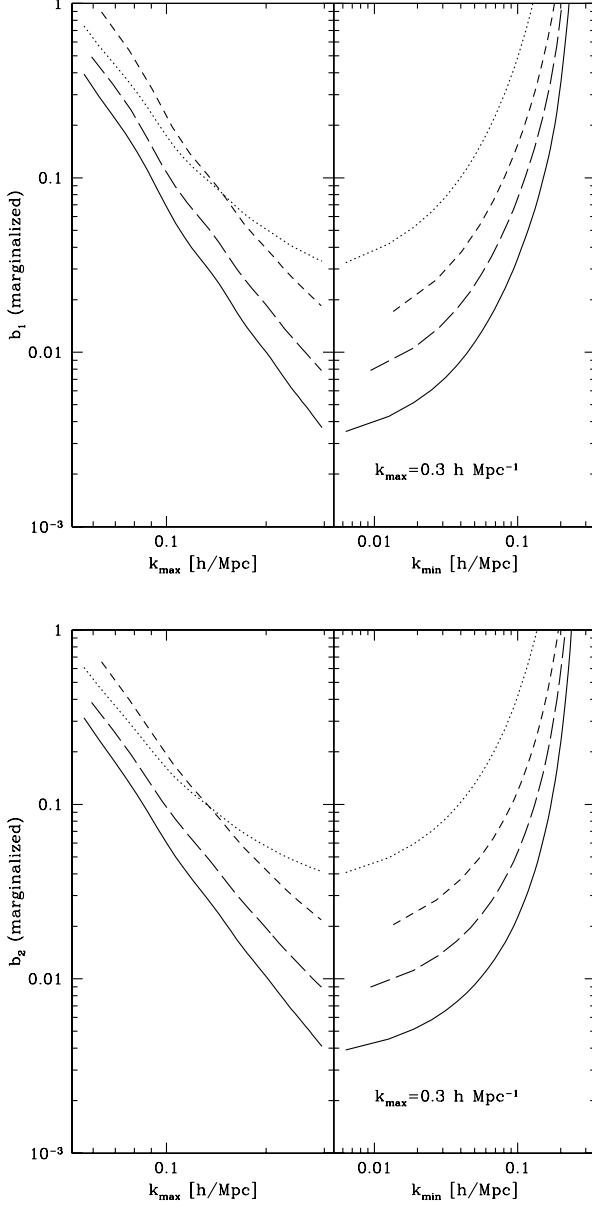 1
0.1
b₁ (marginalized)
0.01
k_max=0.3 h Mpc⁻¹
10⁻³
0.1 0.01 0.1
k_max [h/Mpc] k_min [h/Mpc]
1
0.1
b₂ (marginalized)
0.01
k_max=0.3 h Mpc⁻¹
10⁻³
0.1 0.01 0.1
k_max [h/Mpc] k_min [h/Mpc]